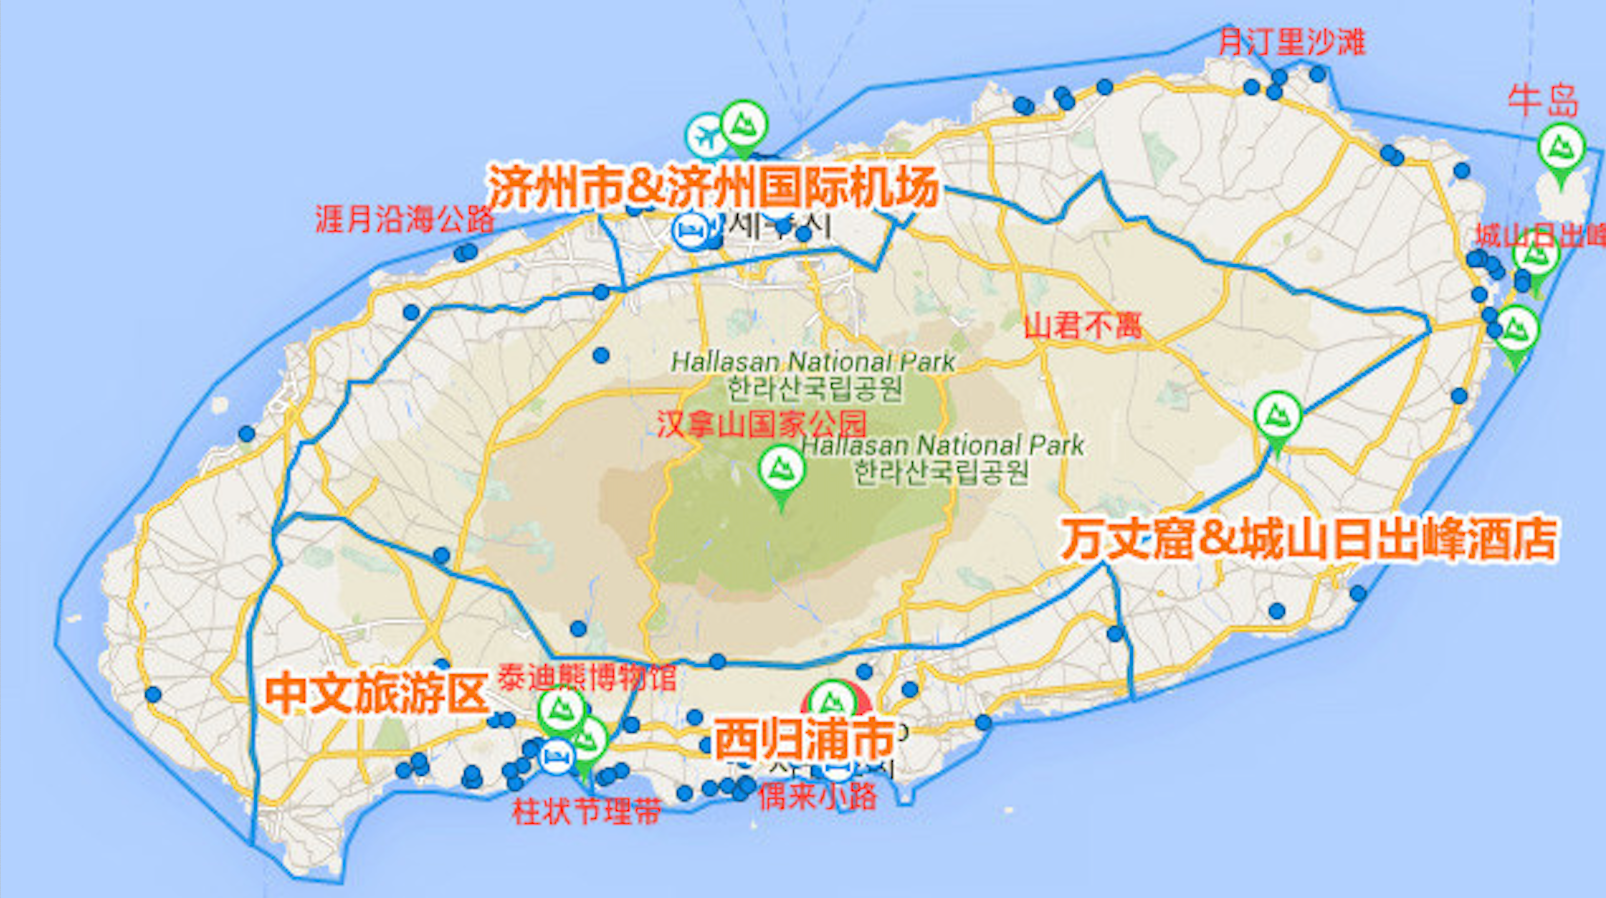 月汀里沙滩
牛岛
济州市&济州国际机场
涯月沿海公路
城山日出峰
山君不离
Hallasan National Park
한라산국립공원
汉拿山国家公园
Hallasan National Park
한라산국립공원
万丈窟&城山日出峰酒店
泰迪熊博物馆
中文旅游区
西归浦市
偶来小路
柱状节理带